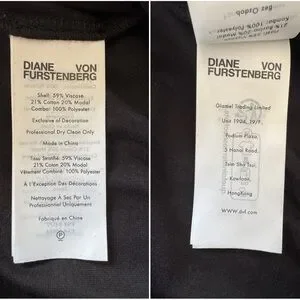 DIANE VON
FURSTENBERG
Shell: 59% Viscose
21% Cotton 20% Modal
Combo: 100% Polyester
Exclusive of Decoration
Professional Dry Clean Only
Made in China
Tissu Simili: 59% Viscose
21% Coton 20% Modal
Vêtement Combiné: 100% Polyester
À l'Exception Des Décorations
Nettoyage A Sec Par Un
Professionnel Uniquement
Fabriqué en Chine
P
21%
100%
DIANE VON
FURSTENBERG
Glamel Trading Limited
Unit 1904, 19/F,
Podium Plaza,
5 Hanoi Road,
Tsim Sha Tsui,
Kowloon,
HongKong
www.dvf.com